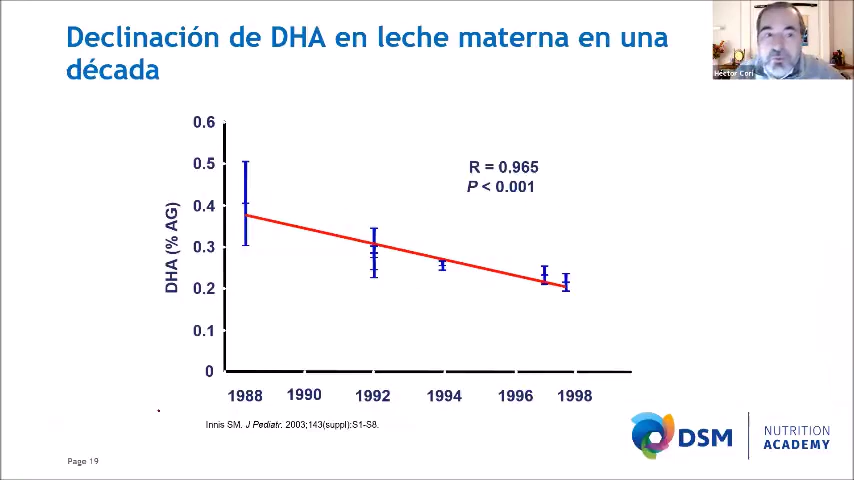 Declinación de DHA en leche materna en una
década
Héctor Cori
0.6
0.5
0.4
0.3
0.2
0.1
0
DHA (% AG)
R = 0.965
P < 0.001
1988 1990 1992 1994 1996 1998
Innis SM. J Pediatr. 2003;143(suppl):S1-S8.
DSM
NUTRITION
ACADEMY
Page 19